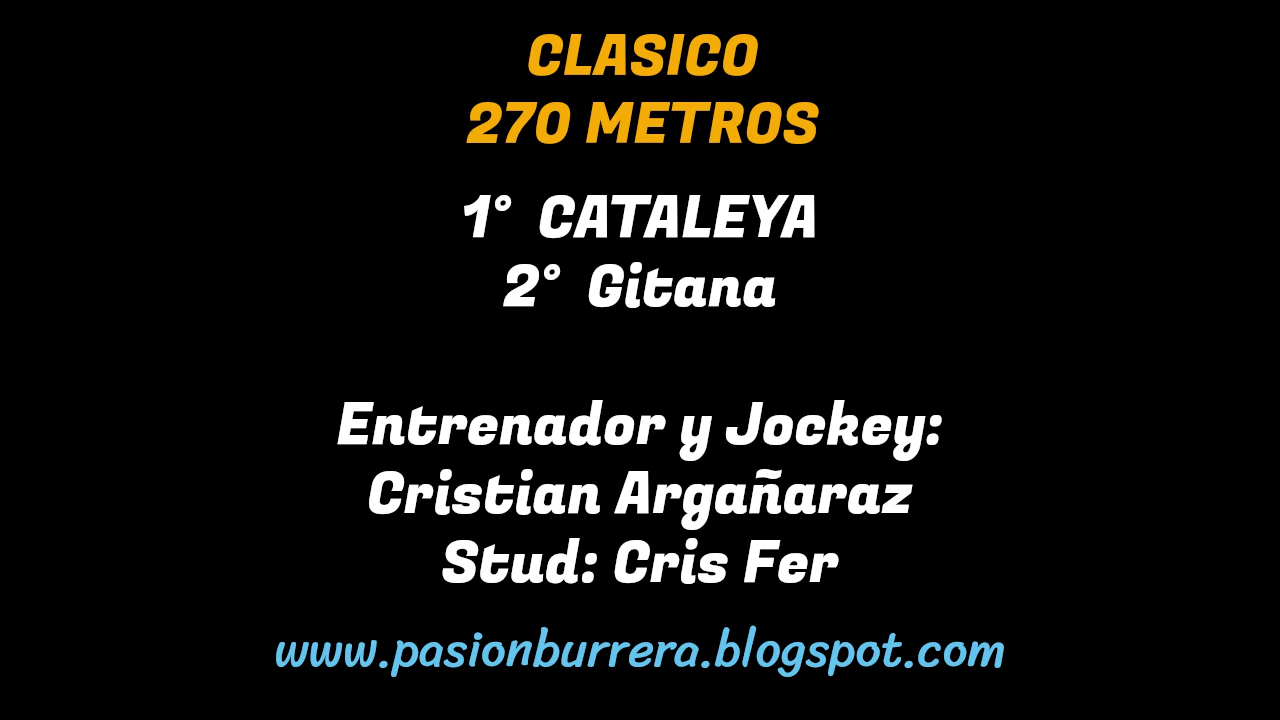 CLASICO
270 METROS
1° CATALEYA
2° Gitana
Entrenador y Jockey:
Cristian Argañaraz
Stud: Cris Fer
www.pasionburrera.blogspot.com